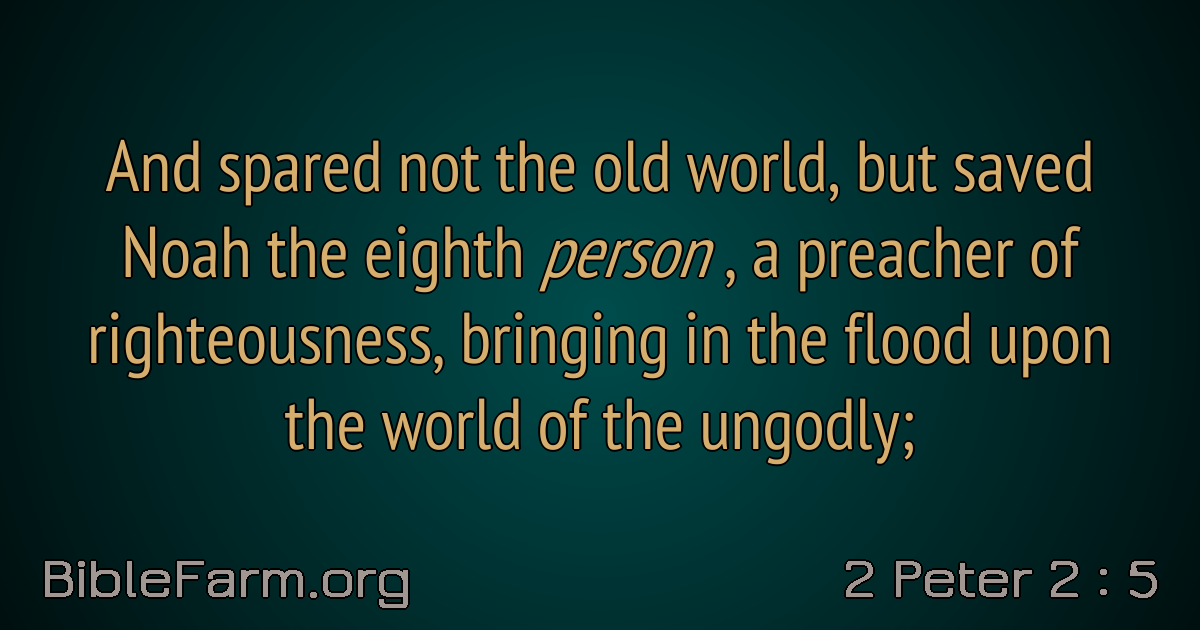 And spared not the old world, but saved
Noah the eighth person , a preacher of
righteousness, bringing in the flood upon
the world of the ungodly;
BibleFarm.org
2 Peter 2 : 5